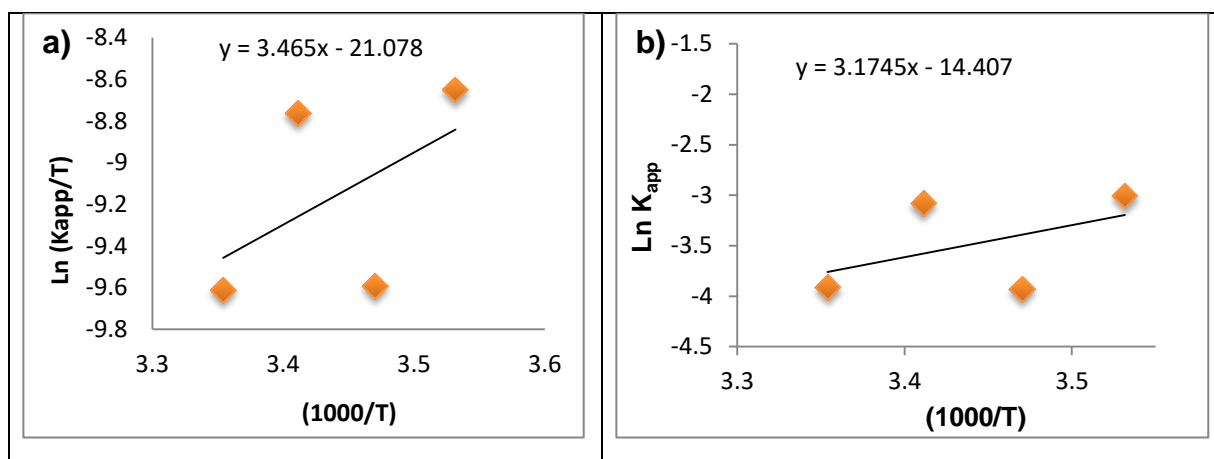 a)
y = 3.465x - 21.078
-8.4
-8.6
-8.8
-9
-9.2
-9.4
-9.6
-9.8
Ln (Kapp/T)
3.3 3.4 3.5 3.6
(1000/T)
b)
y = 3.1745x - 14.407
-1.5
-2
-2.5
-3
-3.5
-4
-4.5
Ln Kapp
3.3 3.4 3.5
(1000/T)